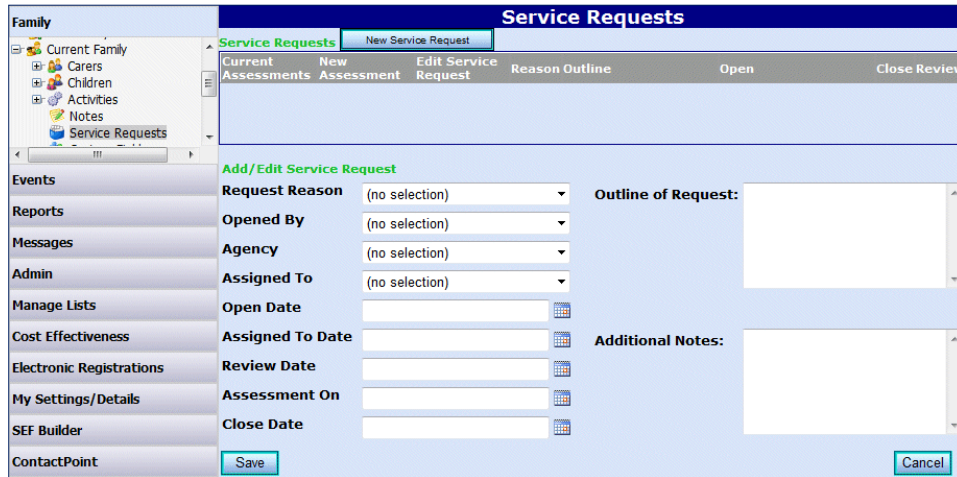 Family
Service Requests
Current Family
Carers
Children
Activities
Notes
Service Requests
Events
Reports
Messages
Admin
Manage Lists
Cost Effectiveness
Electronic Registrations
My Settings/Details
SEF Builder
ContactPoint
Service Requests New Service Request
Current New Edit Service
Assessments Assessment Request Reason Outline Open Close Review
Add/Edit Service Request
Request Reason (no selection) Outline of Request:
Opened By (no selection)
Agency (no selection)
Assigned To (no selection)
Open Date
Assigned To Date Additional Notes:
Review Date
Assessment On
Close Date
Save Cancel